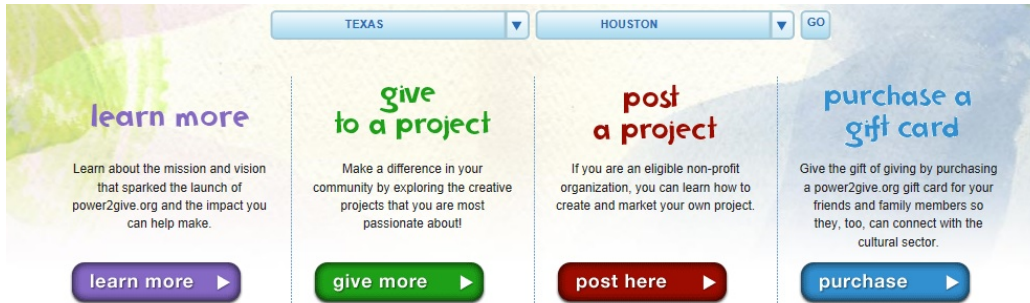 TEXAS HOUSTON GO
learn more
Learn about the mission and vision
that sparked the launch of
power2give.org and the impact you
can help make.
learn more
give
to a project
Make a difference in your
community by exploring the creative
projects that you are most
passionate about!
give more
post
a project
If you are an eligible non-profit
organization, you can learn how to
create and market your own project.
post here
purchase a
gift card
Give the gift of giving by purchasing
a power2give.org gift card for your
friends and family members so
they, too, can connect with the
cultural sector.
purchase